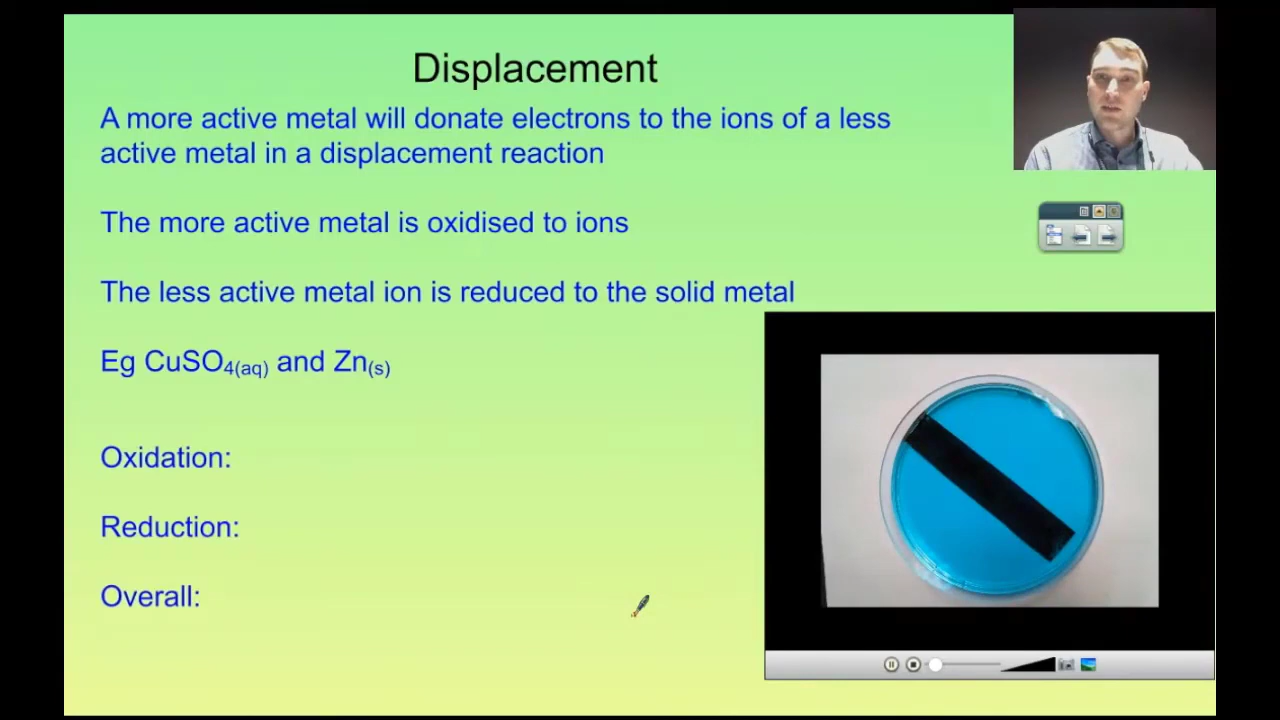 Displacement
A more active metal will donate electrons to the ions of a less
active metal in a displacement reaction
The more active metal is oxidised to ions
The less active metal ion is reduced to the solid metal
Eg CuSO₄₍ₐq₎ and Zn₍ₛ₎
Oxidation:
Reduction:
Overall: